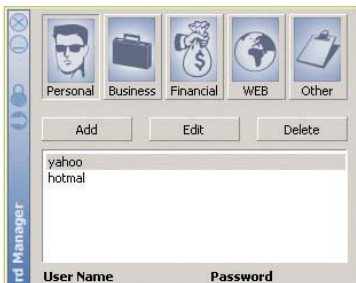 Personal Business Financial WEB Other
Add Edit Delete
yahoo
hotmal
User Name Password
rd Manager